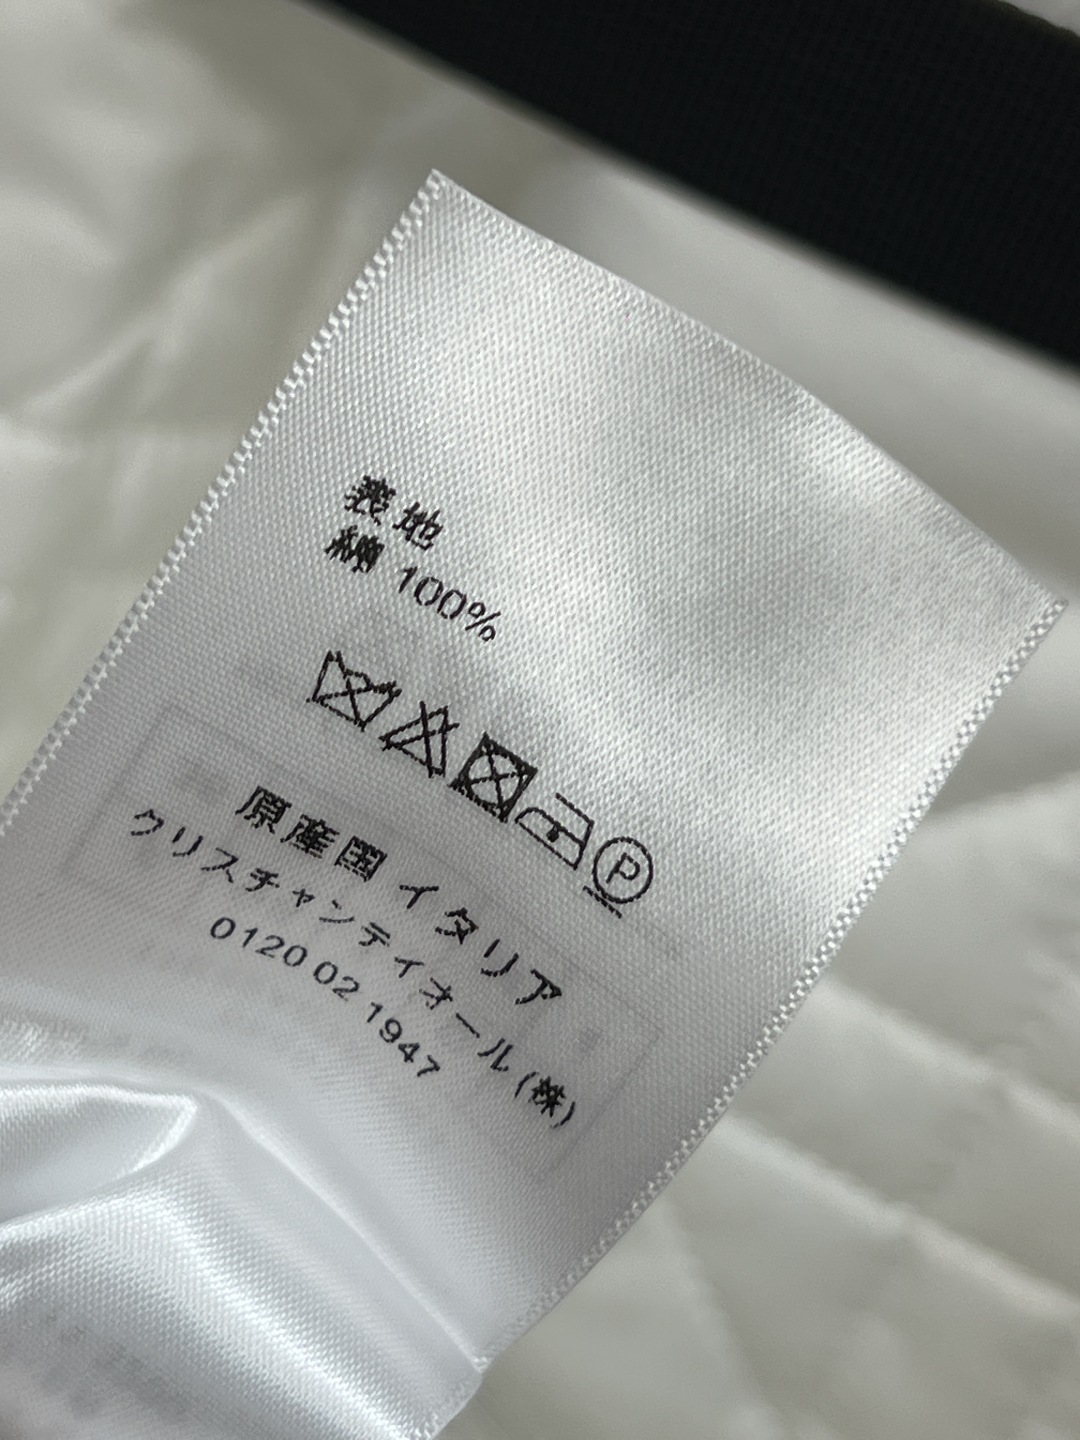 表地
綿 100%
P
原産国 イタリア
クリスチャンディオール(株)
0120 02 1947